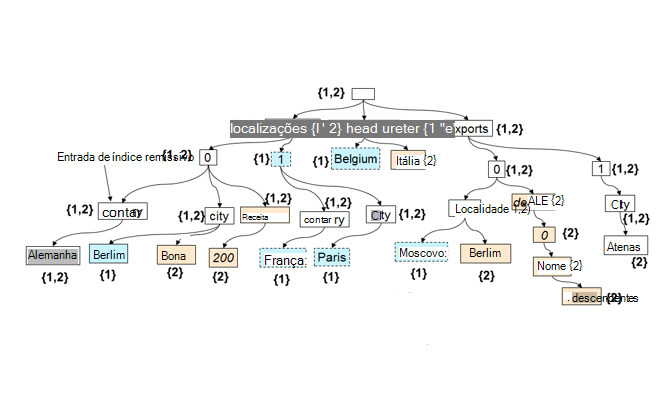 {1,2}
localizações {l ' 2} head ureter {1 "e exports {1,2}
Entrada de índice remissivo {1,2} 0
{1} 1
{1} Belgium
Itália {2}
0 {1,2}
1 {1,2}
{1,2} contary
{1,2} city
{1,2}
Receita
contar ry
City {1,2}
Localidade 1,2}
de ALE {2}
City
{1,2}
Alemanha
{1,2}
Berlim
{1}
Bona
{2}
200
{2}
França:
{1}
Paris
{1}
Moscovo:
{1}
Berlim
{2}
0 {2}
Nome {2}
. descendentes {2}
Atenas
{2}